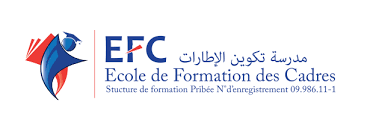 EFC مدرسة تكوين الإطارات
Ecole de Formation des Cadres
Stucture de formation Pribée N°d'enregistrement 09.986.11-1